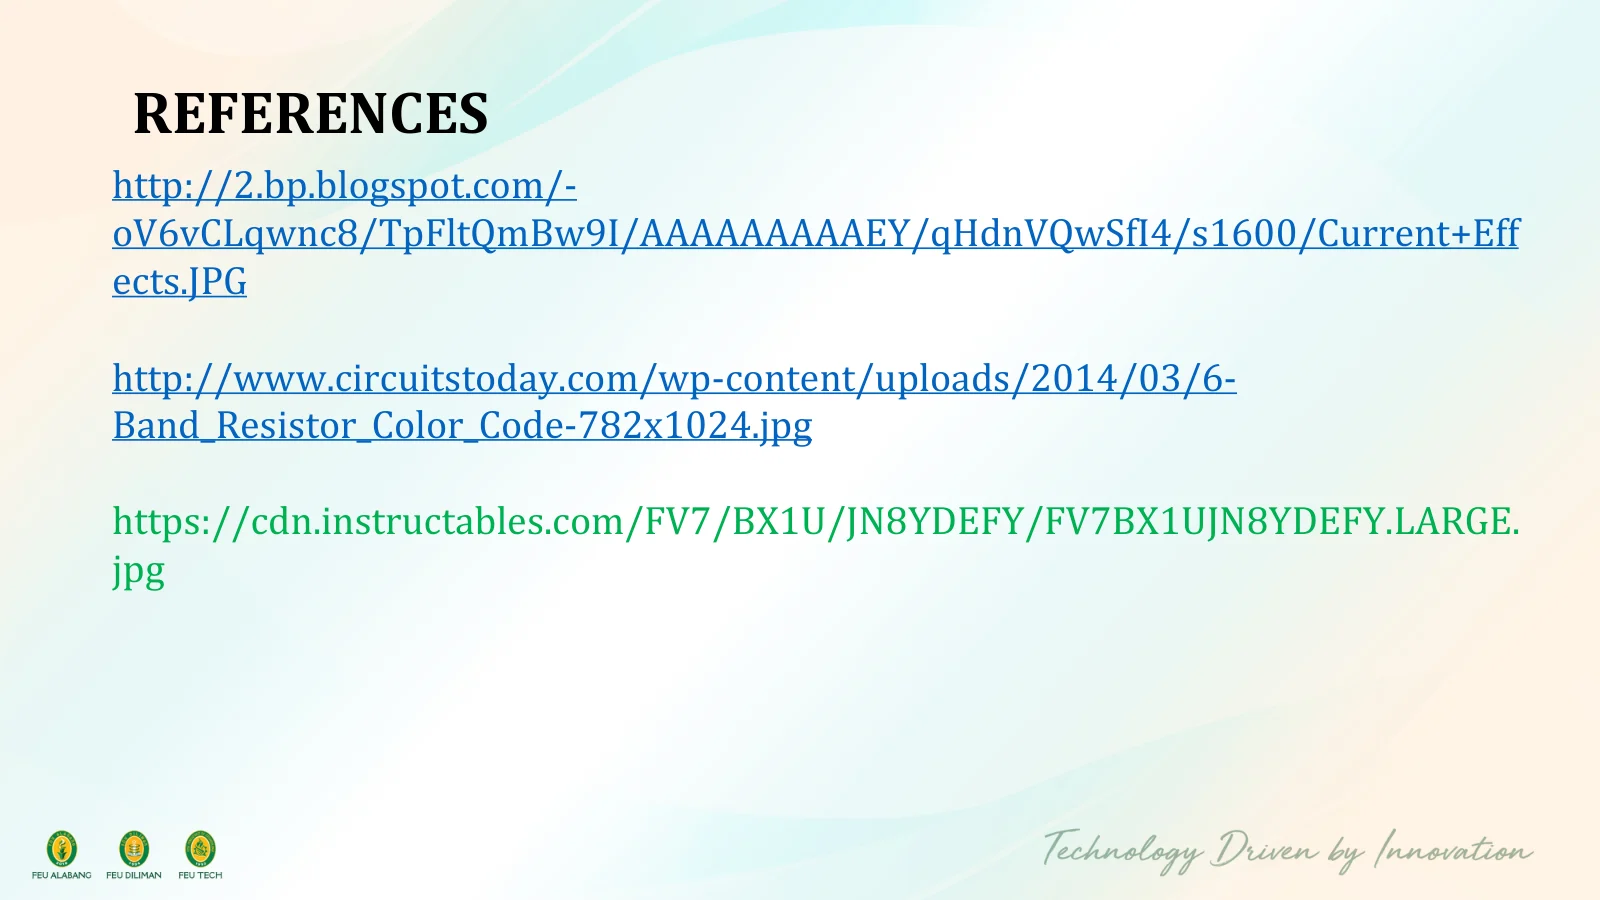 REFERENCES
http://2.bp.blogspot.com/-
oV6vCLqwnc8/TpFltQmBw9I/AAAAAAAAAEY/qHdnVQwSfI4/s1600/Current+Eff
ects.JPG
http://www.circuitstoday.com/wp-content/uploads/2014/03/6-
Band_Resistor_Color_Code-782x1024.jpg
https://cdn.instructables.com/FV7/BX1U/JN8YDEFY/FV7BX1UJN8YDEFY.LARGE.
jpg
FEU ALABANG FEU DILIMAN FEU TECH
Technology Driven by Innovation